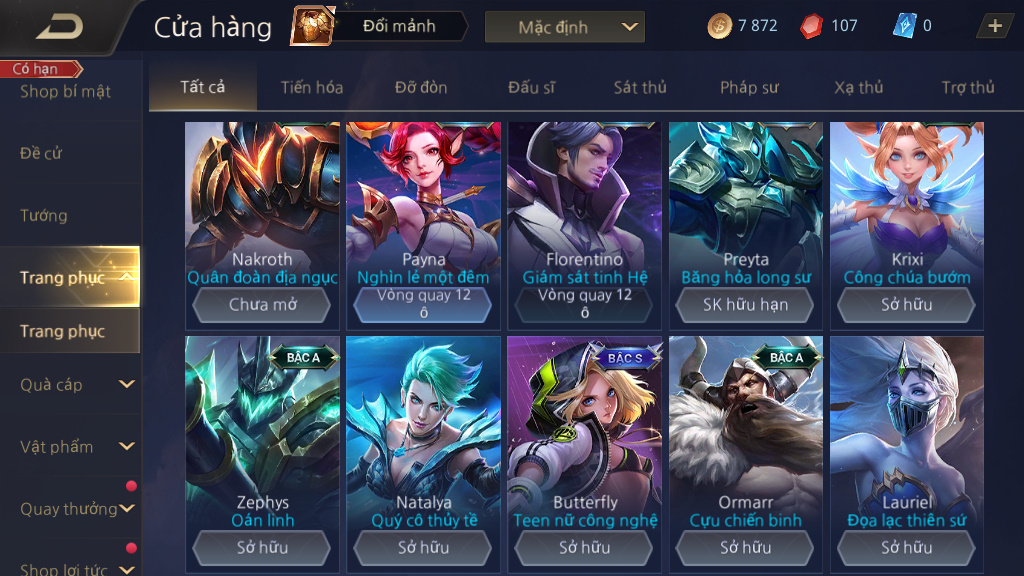 Cửa hàng
Đổi mảnh
Mặc định
7 872
107
0
Có hạn
Shop bí mật
Đề cử
Tướng
Trang phục
Trang phục
Quà cáp
Vật phẩm
Quay thưởng
Shop lợi tức
Tất cả
Tiến hóa
Đỡ đòn
Đấu sĩ
Sát thủ
Pháp sư
Xạ thủ
Trợ thủ
Nakroth
Quân đoàn địa ngục
Chưa mở
Payna
Nghìn lẻ một đêm
Vòng quay 12
ô
Florentino
Giám sát tinh Hệ
Vòng quay 12
ô
Preyta
Băng hỏa long sư
SK hữu hạn
Krixi
Công chúa bướm
Sở hữu
BẬC A
Zephys
Oán linh
Sở hữu
Natalya
Quý cô thủy tề
Sở hữu
BẬC S
Butterfly
Teen nữ công nghệ
Sở hữu
BẬC A
Ormarr
Cựu chiến binh
Sở hữu
Lauriel
Đọa lạc thiên sứ
Sở hữu